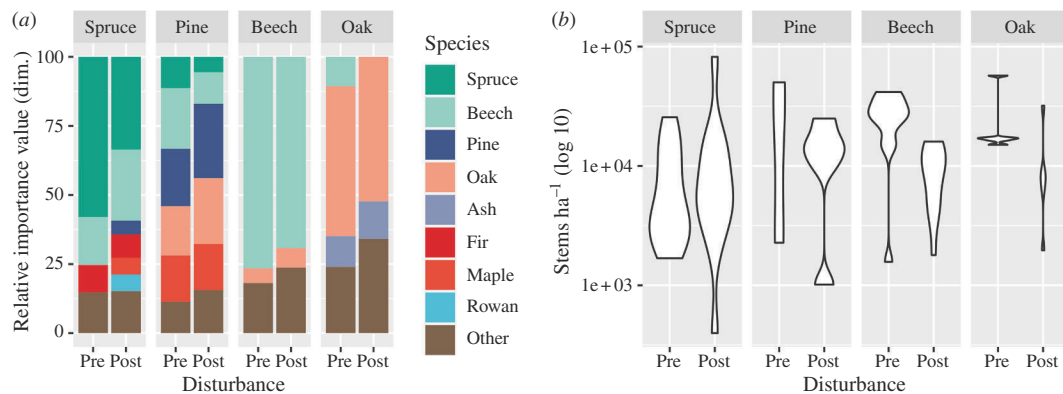 (a)
Spruce Pine Beech Oak
Relative importance value (dim.)
100
75
50
25
0
Pre Post Pre Post Pre Post Pre Post
Disturbance
Species
Spruce
Beech
Pine
Oak
Ash
Fir
Maple
Rowan
Other
(b)
Spruce Pine Beech Oak
Stems ha⁻¹ (log 10)
1e+05
1e+04
1e+03
Pre Post Pre Post Pre Post Pre Post
Disturbance